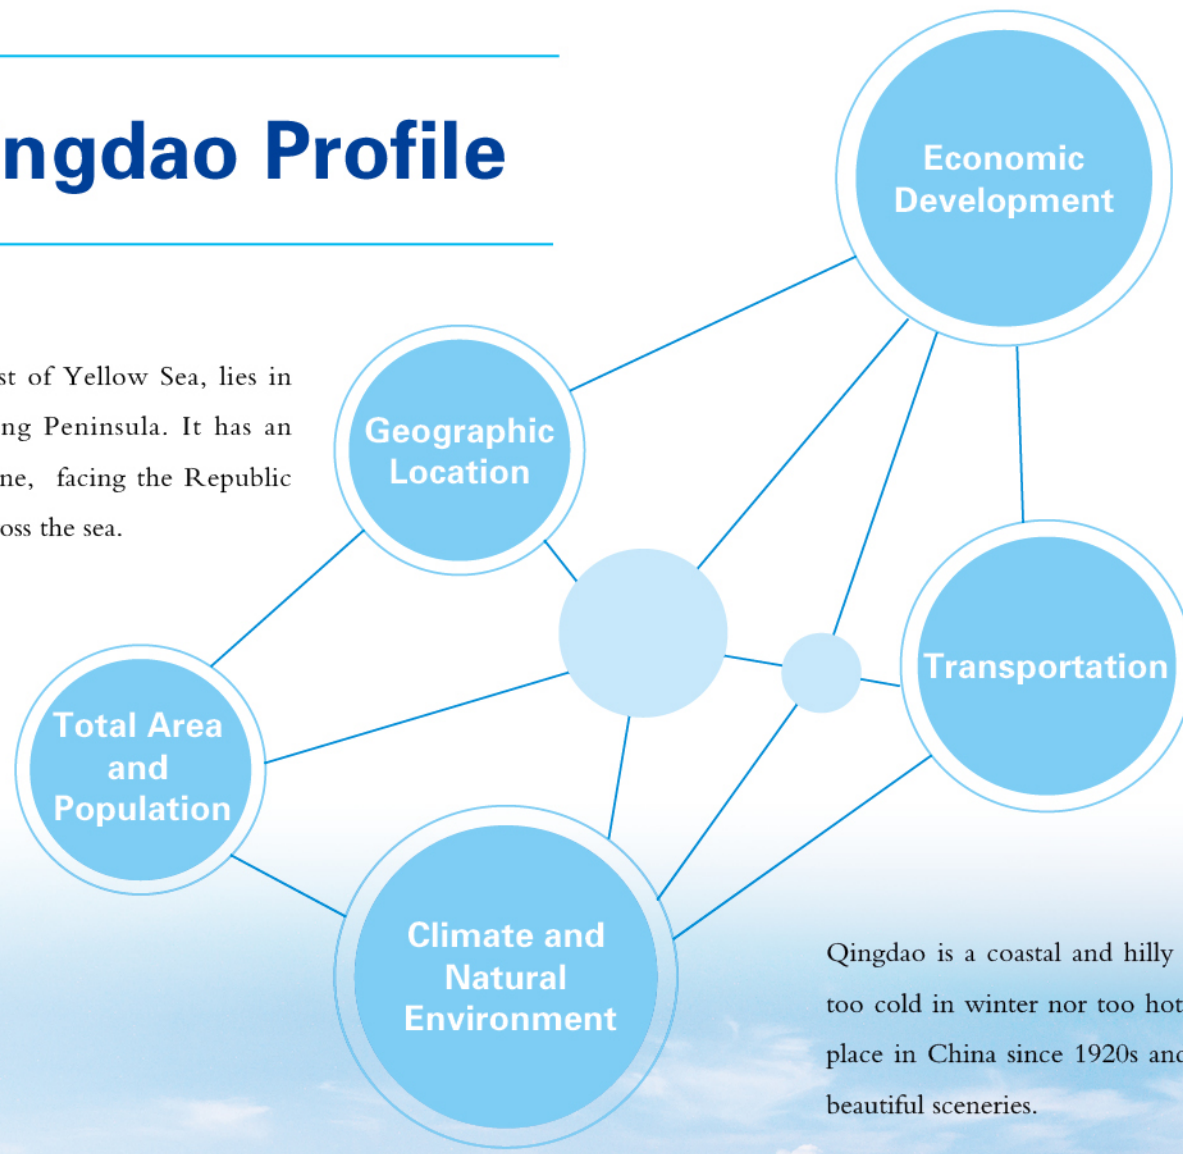 ngdao Profile
Economic
Development
st of Yellow Sea, lies in
ng Peninsula. It has an
ne, facing the Republic
oss the sea.
Geographic
Location
Transportation
Total Area
and
Population
Climate and
Natural
Environment
Qingdao is a coastal and hilly
too cold in winter nor too hot
place in China since 1920s and
beautiful sceneries.